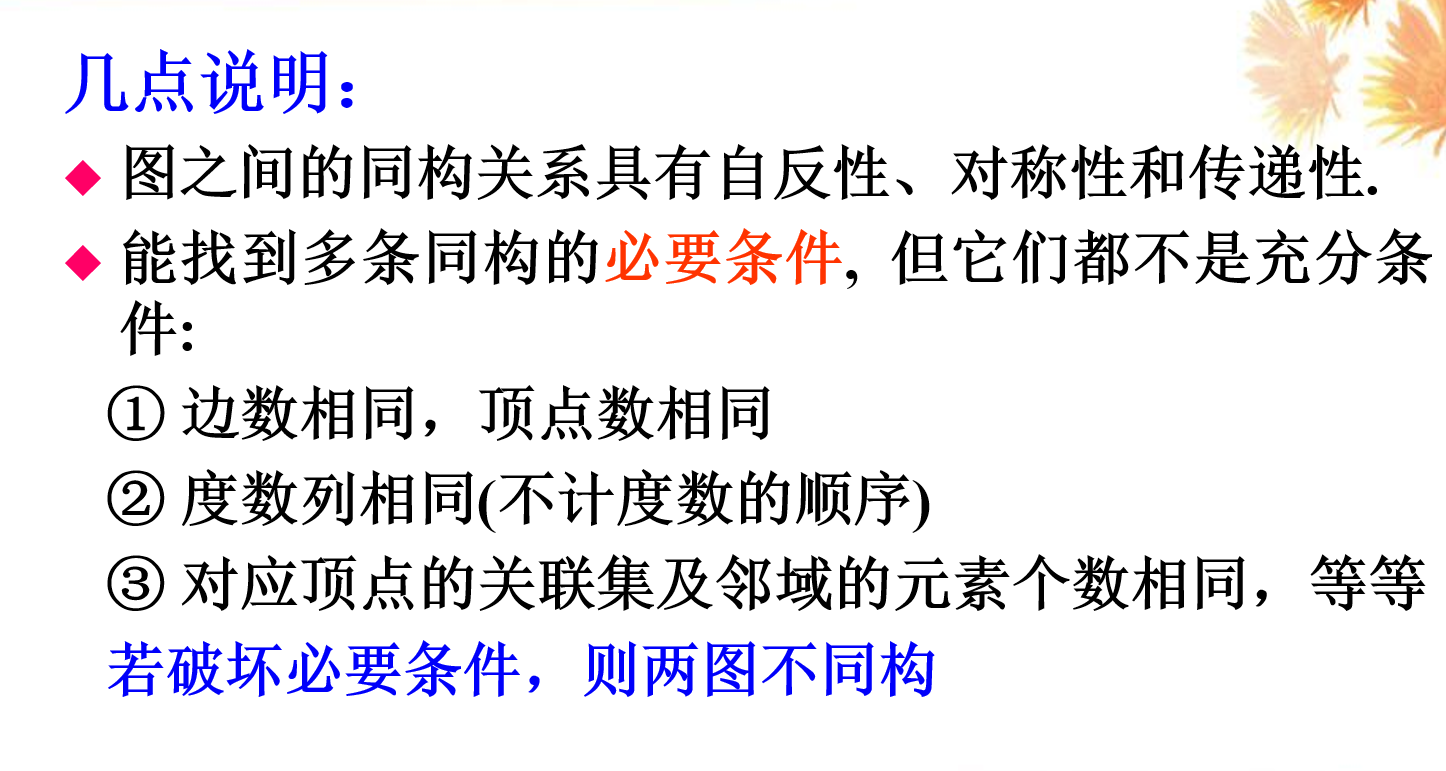 几点说明：
◆ 图之间的同构关系具有自反性、对称性和传递性.
◆ 能找到多条同构的必要条件, 但它们都不是充分条
件:
① 边数相同，顶点数相同
② 度数列相同(不计度数的顺序)
③ 对应顶点的关联集及邻域的元素个数相同，等等
若破坏必要条件，则两图不同构